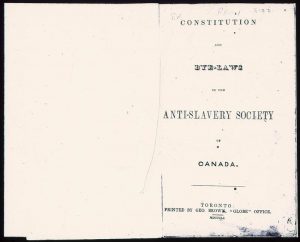 CONSTITUTION
AND
BYE-LAWS
OF THE
ANTI-SLAVERY SOCIETY
OF
CANADA.
TORONTO:
PRINTED BY GEO BROWN, "GLOBE" OFFICE.